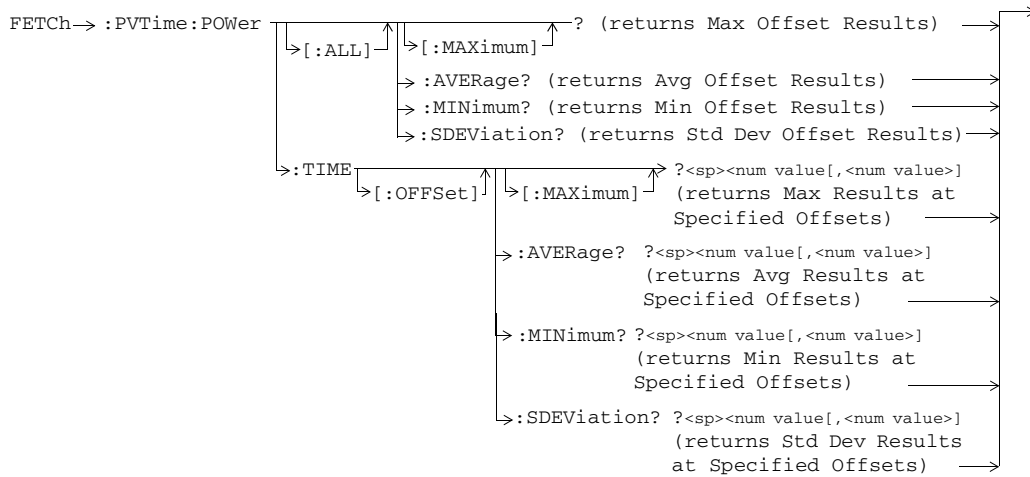 FETCh :PVTime:POWer ? (returns Max Offset Results)
[:ALL] [:MAXimum]
:AVERage? (returns Avg Offset Results)
:MINimum? (returns Min Offset Results)
:SDEViation? (returns Std Dev Offset Results)
:TIME ?<sp><num value[,<num value>]
[:OFFSet] [:MAXimum] (returns Max Results at
Specified Offsets)
:AVERage? ?<sp><num value[,<num value>]
(returns Avg Results at
Specified Offsets)
:MINimum? ?<sp><num value[,<num value>]
(returns Min Results at
Specified Offsets)
:SDEViation? ?<sp><num value[,<num value>]
(returns Std Dev Results
at Specified Offsets)